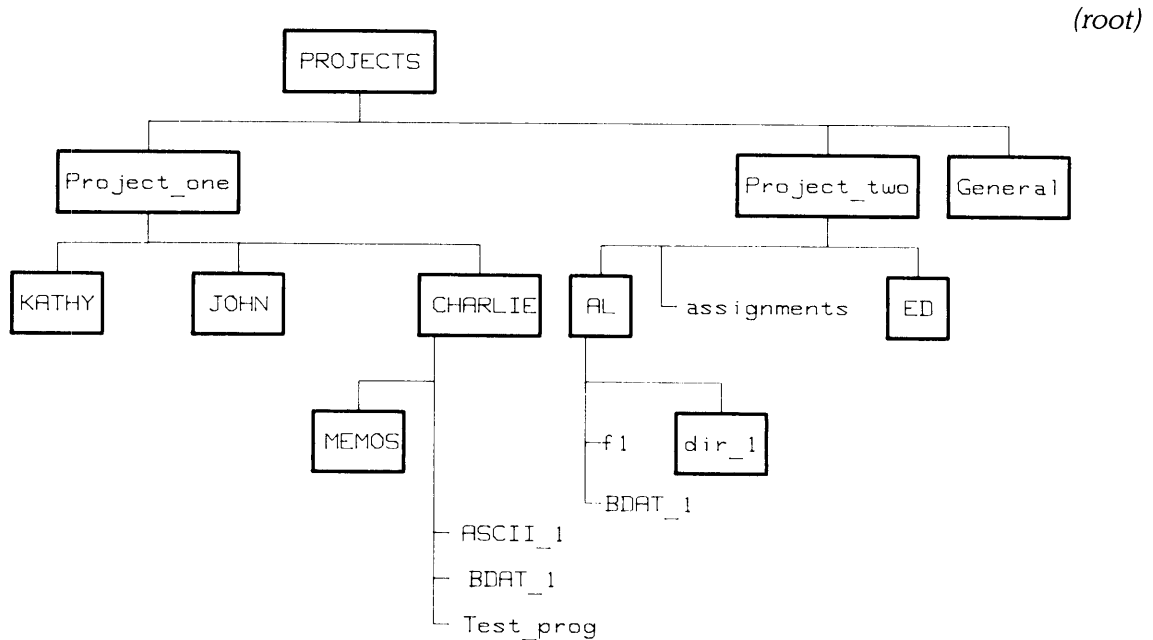 (root)
PROJECTS
Project_one
Project_two
General
KATHY
JOHN
CHARLIE
AL
assignments
ED
MEMOS
f1
dir_1
BDAT_1
ASCII_1
BDAT_1
Test_prog